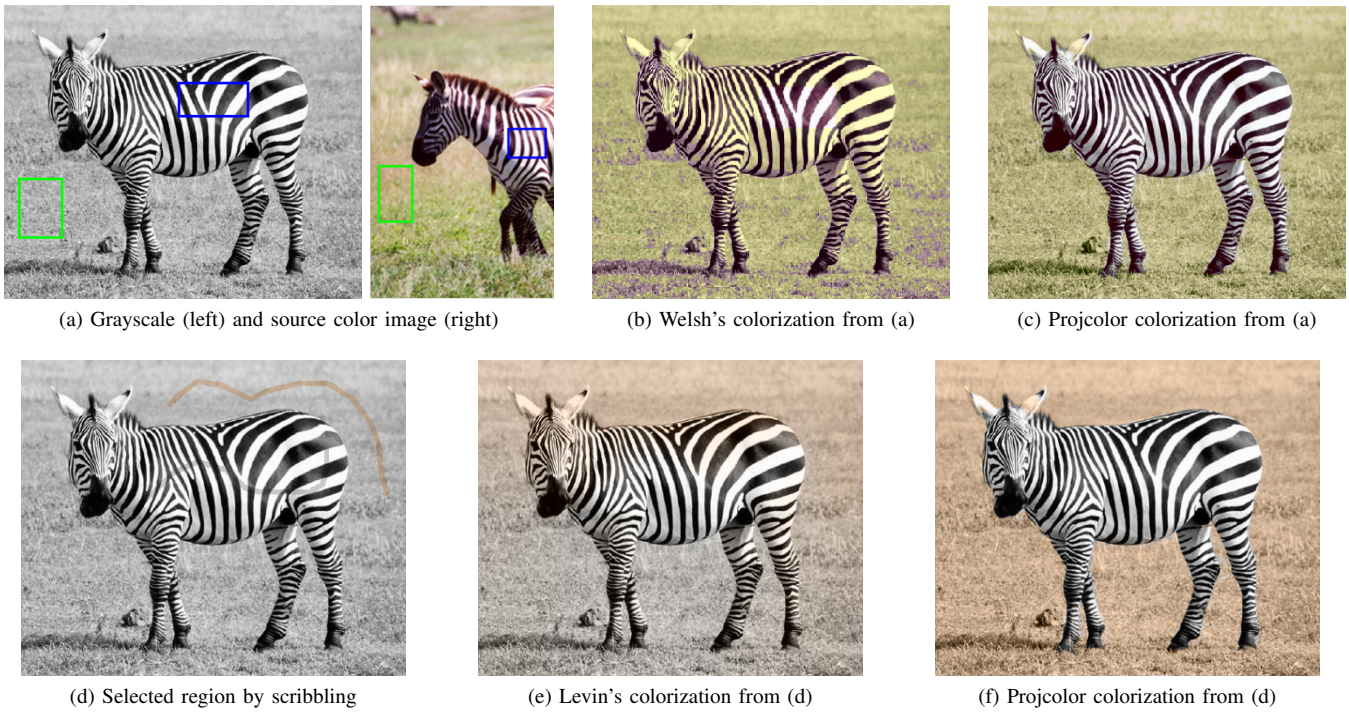 (a) Grayscale (left) and source color image (right)
(b) Welsh's colorization from (a)
(c) Projcolor colorization from (a)
(d) Selected region by scribbling
(e) Levin's colorization from (d)
(f) Projcolor colorization from (d)